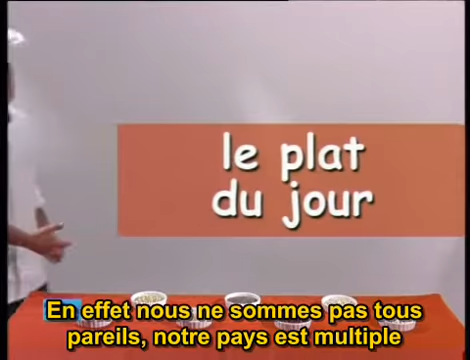 le plat
du jour
En effet nous ne sommes pas tous
pareils, notre pays est multiple